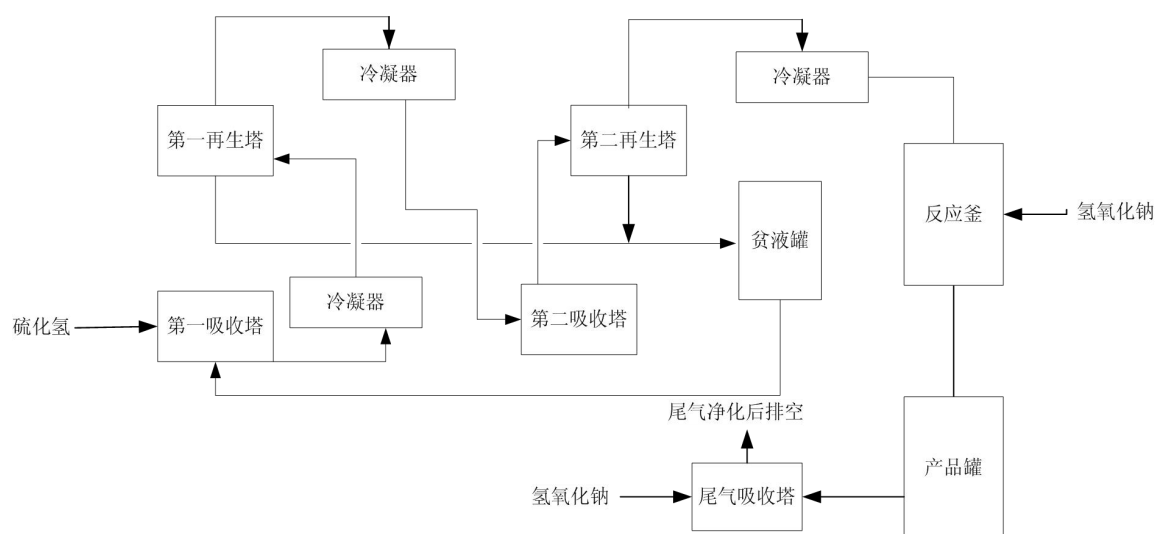 冷凝器
冷凝器
第一再生塔
第二再生塔
反应釜
氢氧化钠
贫液罐
冷凝器
硫化氢
第一吸收塔
第二吸收塔
尾气净化后排空
产品罐
氢氧化钠
尾气吸收塔